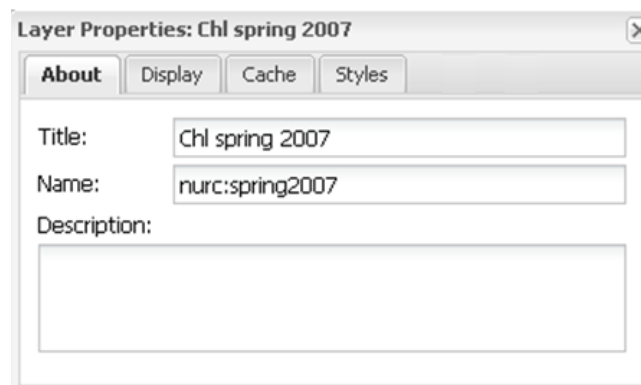 Layer Properties: Chl spring 2007
About Display Cache Styles
Title: Chl spring 2007
Name: nurc:spring2007
Description: